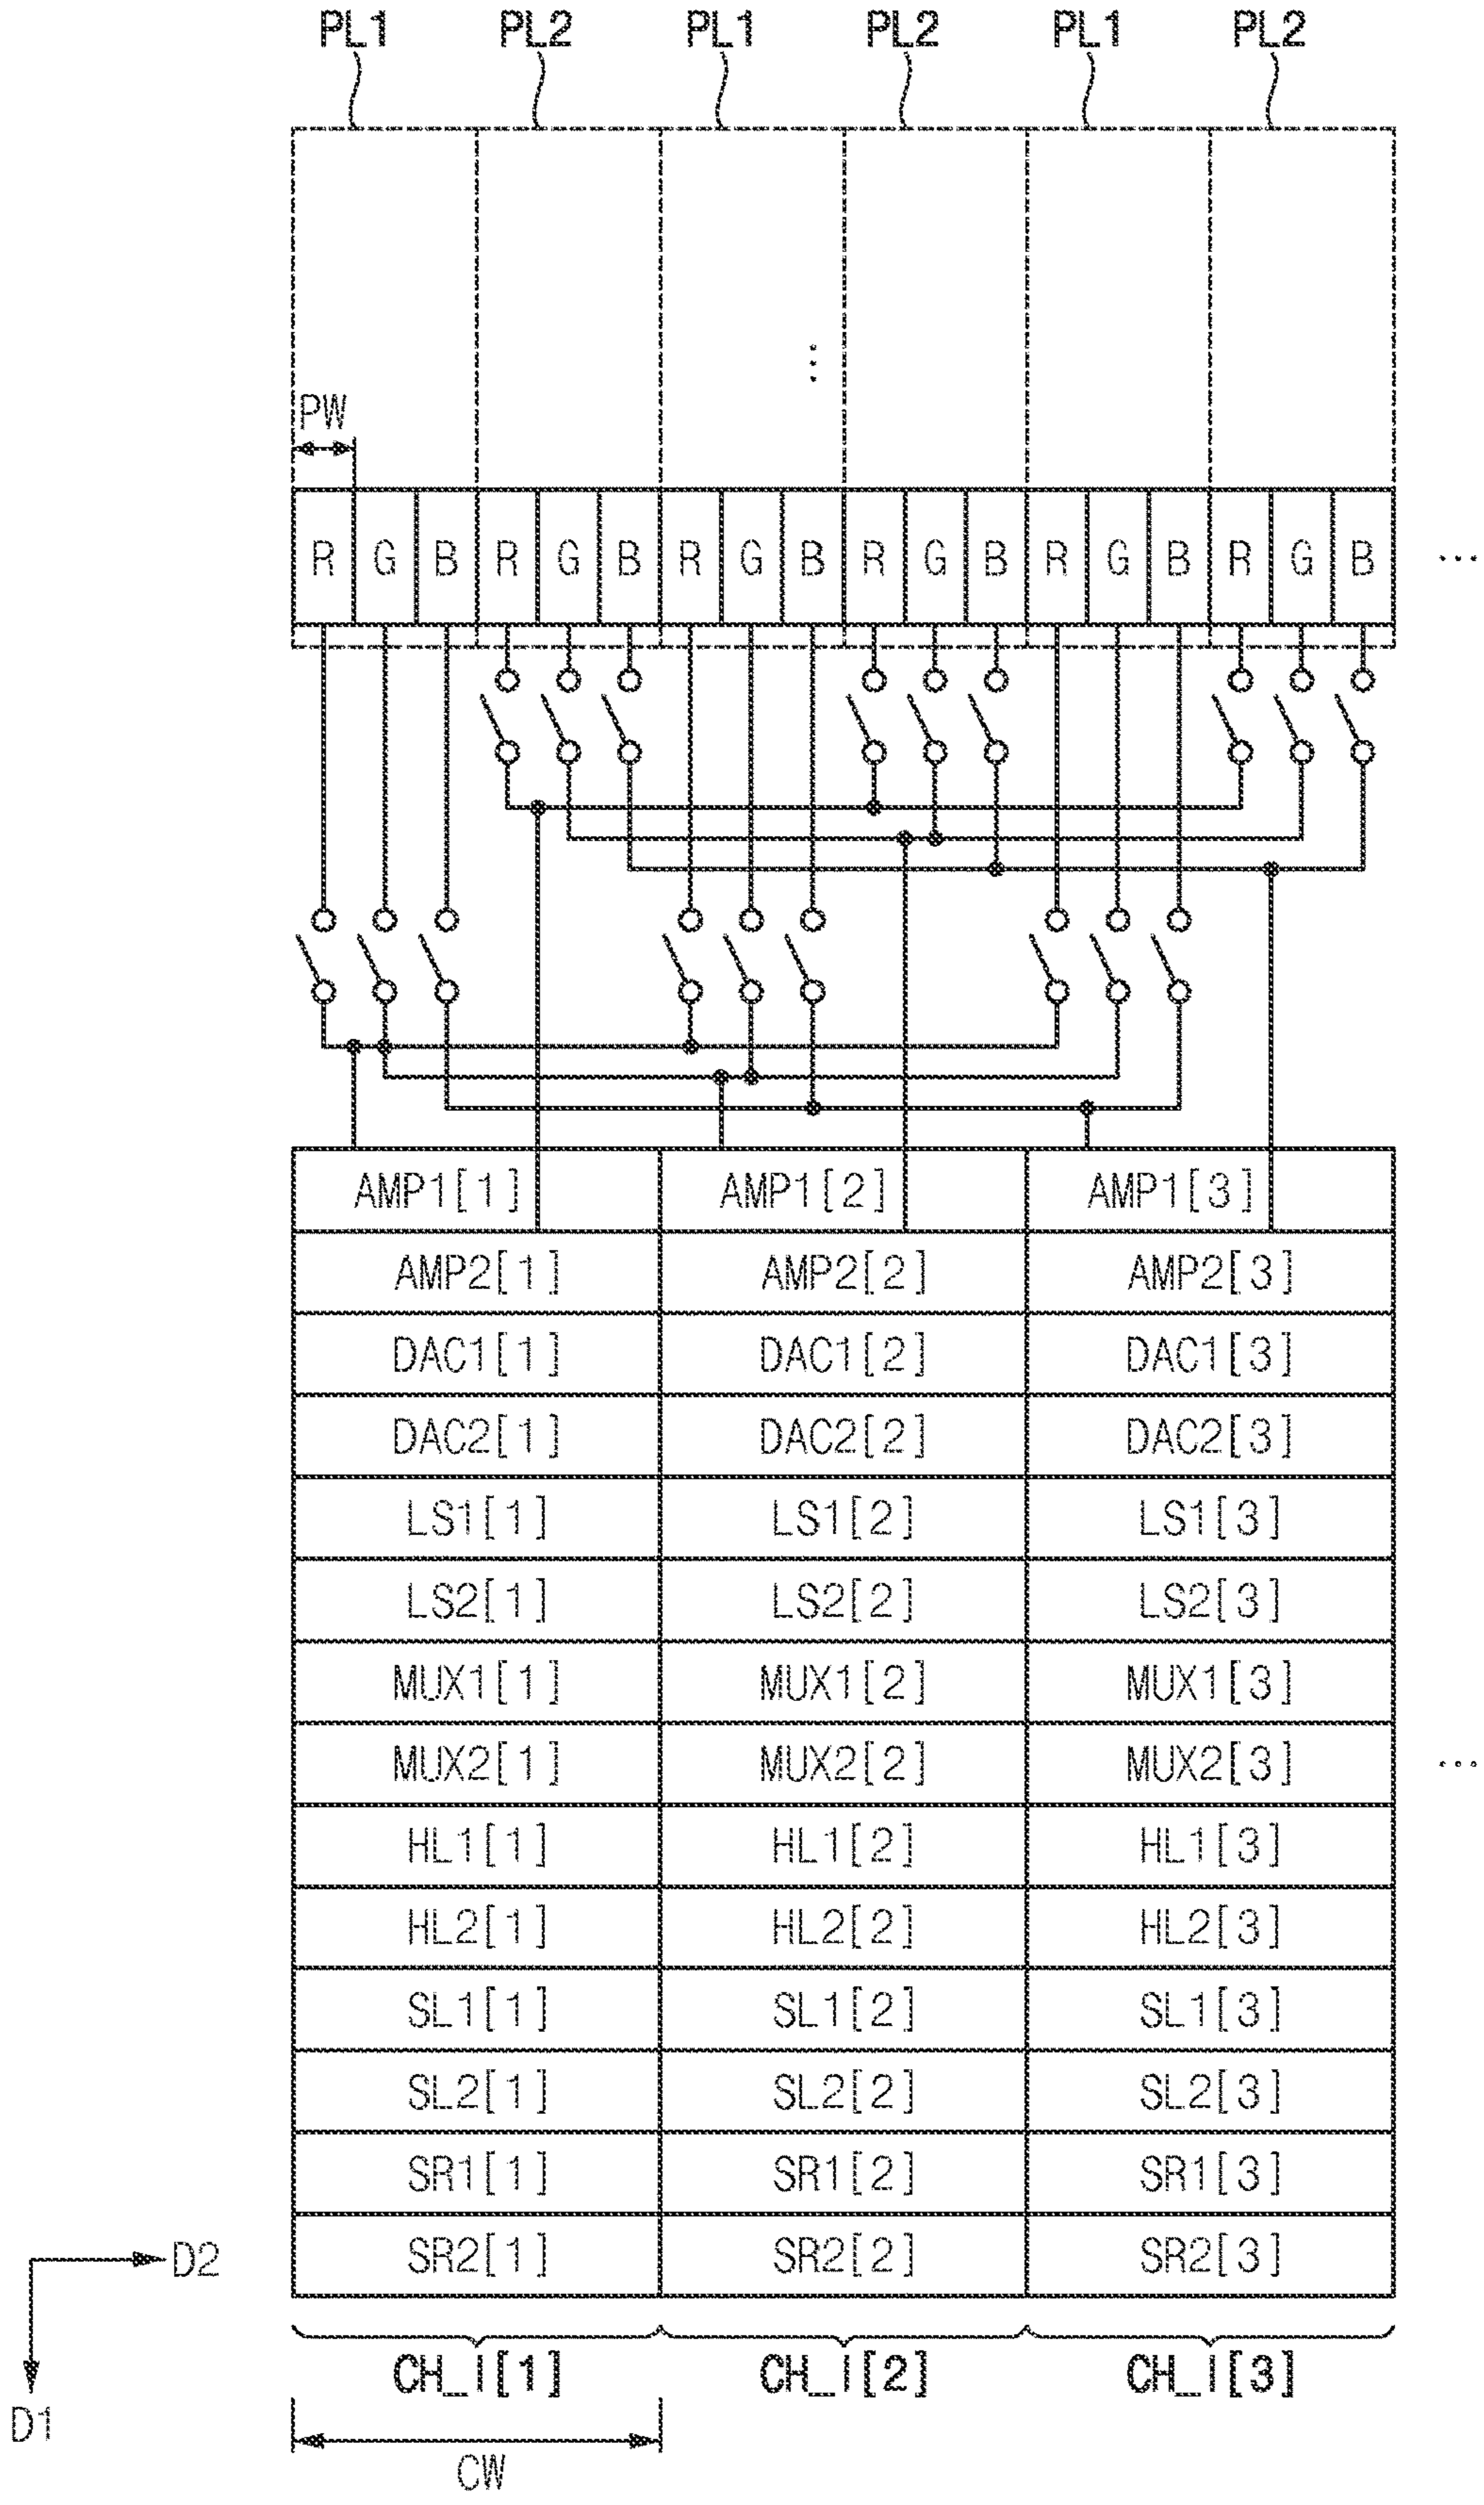 PL1 PL2 PL1 PL2 PL1 PL2
PW
R G B R G B R G B R G B R G B R G B ...
AMP1[1] AMP1[2] AMP1[3]
AMP2[1] AMP2[2] AMP2[3]
DAC1[1] DAC1[2] DAC1[3]
DAC2[1] DAC2[2] DAC2[3]
LS1[1] LS1[2] LS1[3]
LS2[1] LS2[2] LS2[3]
MUX1[1] MUX1[2] MUX1[3]
MUX2[1] MUX2[2] MUX2[3] ...
HL1[1] HL1[2] HL1[3]
HL2[1] HL2[2] HL2[3]
SL1[1] SL1[2] SL1[3]
SL2[1] SL2[2] SL2[3]
SR1[1] SR1[2] SR1[3]
D2 SR2[1] SR2[2] SR2[3]
CH_I[1] CH_I[2] CH_I[3]
D1
CW